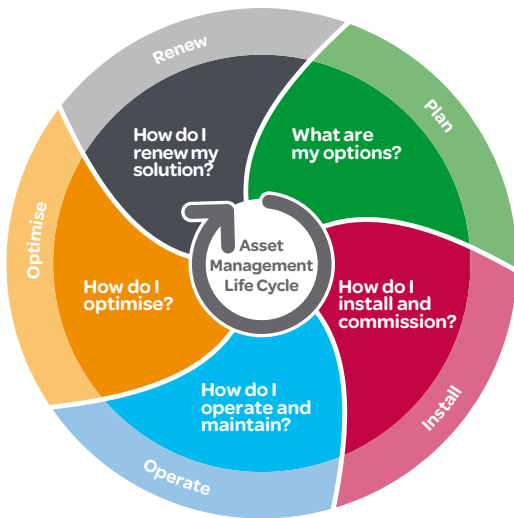 Renew
How do I
renew my
solution?
Plan
What are
my options?
Install
How do I
install and
commission?
Operate
How do I
operate and
maintain?
Optimise
How do I
optimise?
Asset
Management
Life Cycle